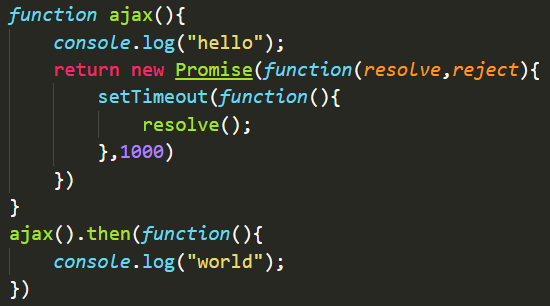 function ajax(){
    console.log("hello");
    return new Promise(function(resolve,reject){
        setTimeout(function(){
            resolve();
        },1000)
    })
}
ajax().then(function(){
    console.log("world");
})